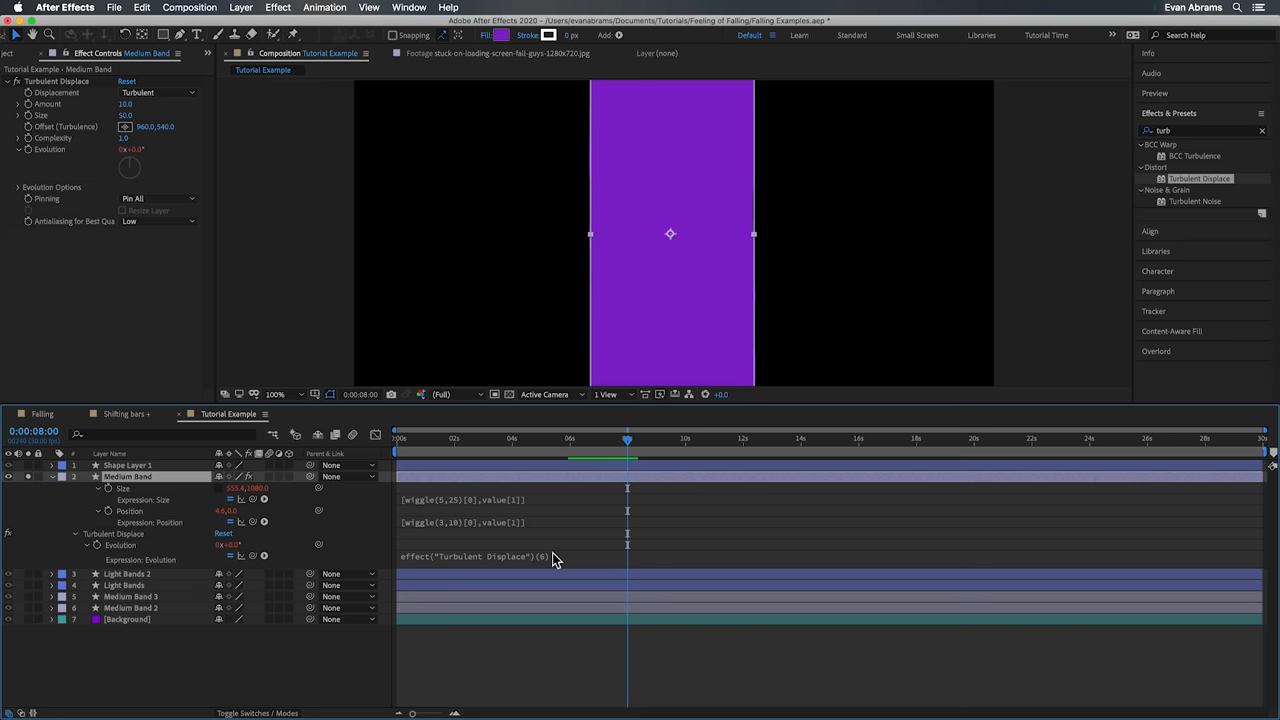 After Effects File Edit Composition Layer Effect Animation View Window Help Evan Abrams
Adobe After Effects 2020 - /Users/evanabrams/Documents/Tutorials/Feeling of Falling/Falling Examples.aep *
Fill: Stroke: 0 px Add: Snapping Default Standard Small Screen Libraries Tutorial Time Search Help
ject Effect Controls Medium Band Composition Tutorial Example Footage stuck-on-loading-screen-fall-guys-1280x720.jpg Layer (none) Info
Tutorial Example • Medium Band Tutorial Example
Audio
Turbulent Displace Reset
Displacement Turbulent Preview
Amount 10.0
Size 50.0 Effects & Presets
Offset (Turbulence) 960.0,540.0 turb
Complexity 1.0
Evolution 0x+0.0° BCC Warp
BCC Turbulence
Distort
Turbulent Displace
Evolution Options Noise & Grain
Pinning Pin All Turbulent Noise
Resize Layer
Antialiasing for Best Qua Low
Align
Libraries
Character
Paragraph
Tracker
Content-Aware Fill
Overlord
100% 0:00:08:00 (Full) Active Camera 1 View +0.0
Falling Shifting bars Tutorial Example
0:00:08:00
00240 (30.00 fps)
:00s 02s 04s 06s 08s 10s 12s 14s 16s 18s 20s 22s 24s 26s 28s 30s
# Layer Name Parent & Link
1 Shape Layer 1 None
2 Medium Band None
Size 555.4,1080.0
Expression: Size [wiggle(5,25)[0],value[1]]
Position 4.6,0.0
Expression: Position [wiggle(3,10)[0],value[1]]
Turbulent Displace Reset
Evolution 0x+0.0°
Expression: Evolution effect("Turbulent Displace")(6)
3 Light Bands 2 None
4 Light Bands None
5 Medium Band 3 None
6 Medium Band 2 None
7 [Background] None
Toggle Switches / Modes